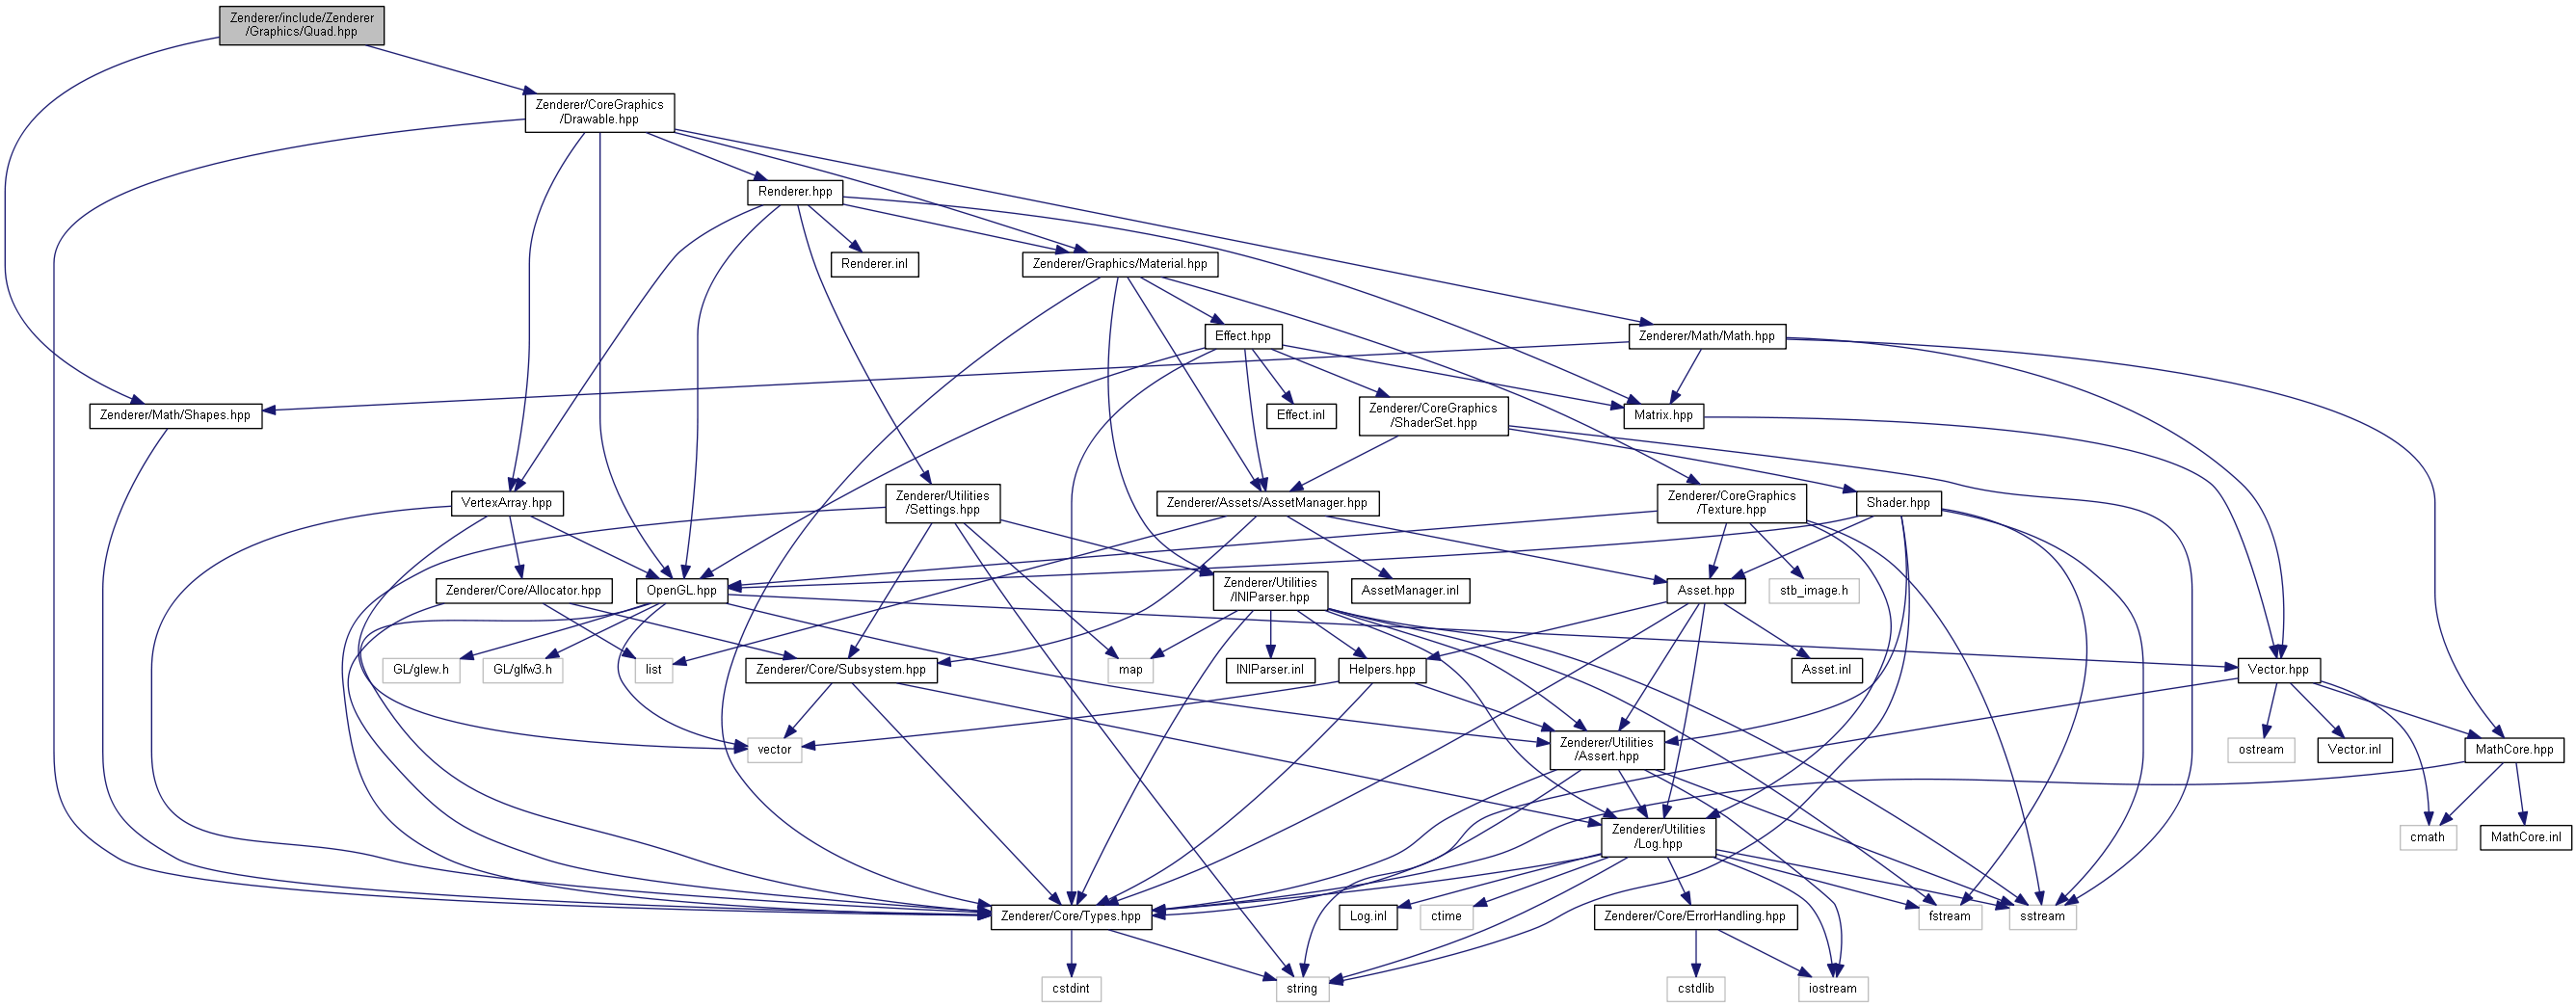 Zenderer/include/Zenderer
/Graphics/Quad.hpp
Zenderer/CoreGraphics
/Drawable.hpp
Renderer.hpp
Renderer.inl
Zenderer/Graphics/Material.hpp
Effect.hpp
Zenderer/Math/Math.hpp
Zenderer/Math/Shapes.hpp
Effect.inl
Zenderer/CoreGraphics
/ShaderSet.hpp
Matrix.hpp
VertexArray.hpp
Zenderer/Utilities
/Settings.hpp
Zenderer/Assets/AssetManager.hpp
Zenderer/CoreGraphics
/Texture.hpp
Shader.hpp
Zenderer/Core/Allocator.hpp
OpenGL.hpp
Zenderer/Utilities
/INIParser.hpp
AssetManager.inl
Asset.hpp
stb_image.h
GL/glew.h
GL/glfw3.h
list
Zenderer/Core/Subsystem.hpp
map
INIParser.inl
Helpers.hpp
Asset.inl
Vector.hpp
vector
Zenderer/Utilities
/Assert.hpp
ostream
Vector.inl
MathCore.hpp
Zenderer/Utilities
/Log.hpp
cmath
MathCore.inl
Zenderer/Core/Types.hpp
Log.inl
ctime
Zenderer/Core/ErrorHandling.hpp
fstream
sstream
cstdint
string
cstdlib
iostream